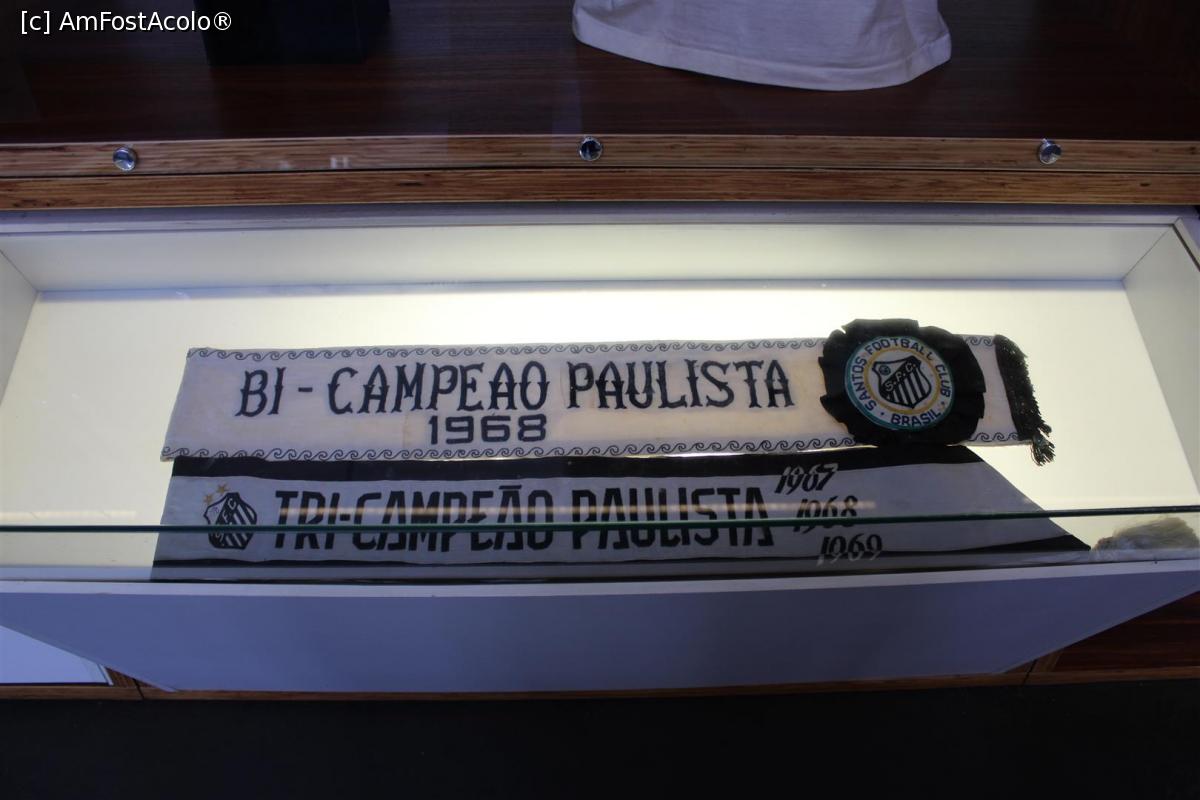 [c] AmFostAcolo®
BI - CAMPEAO PAULISTA
1968
SANTOS FOOTBALL CLUB
BRASIL
S.F.C.
TRI-CAMPEÃO PAULISTA
1967
1968
1969